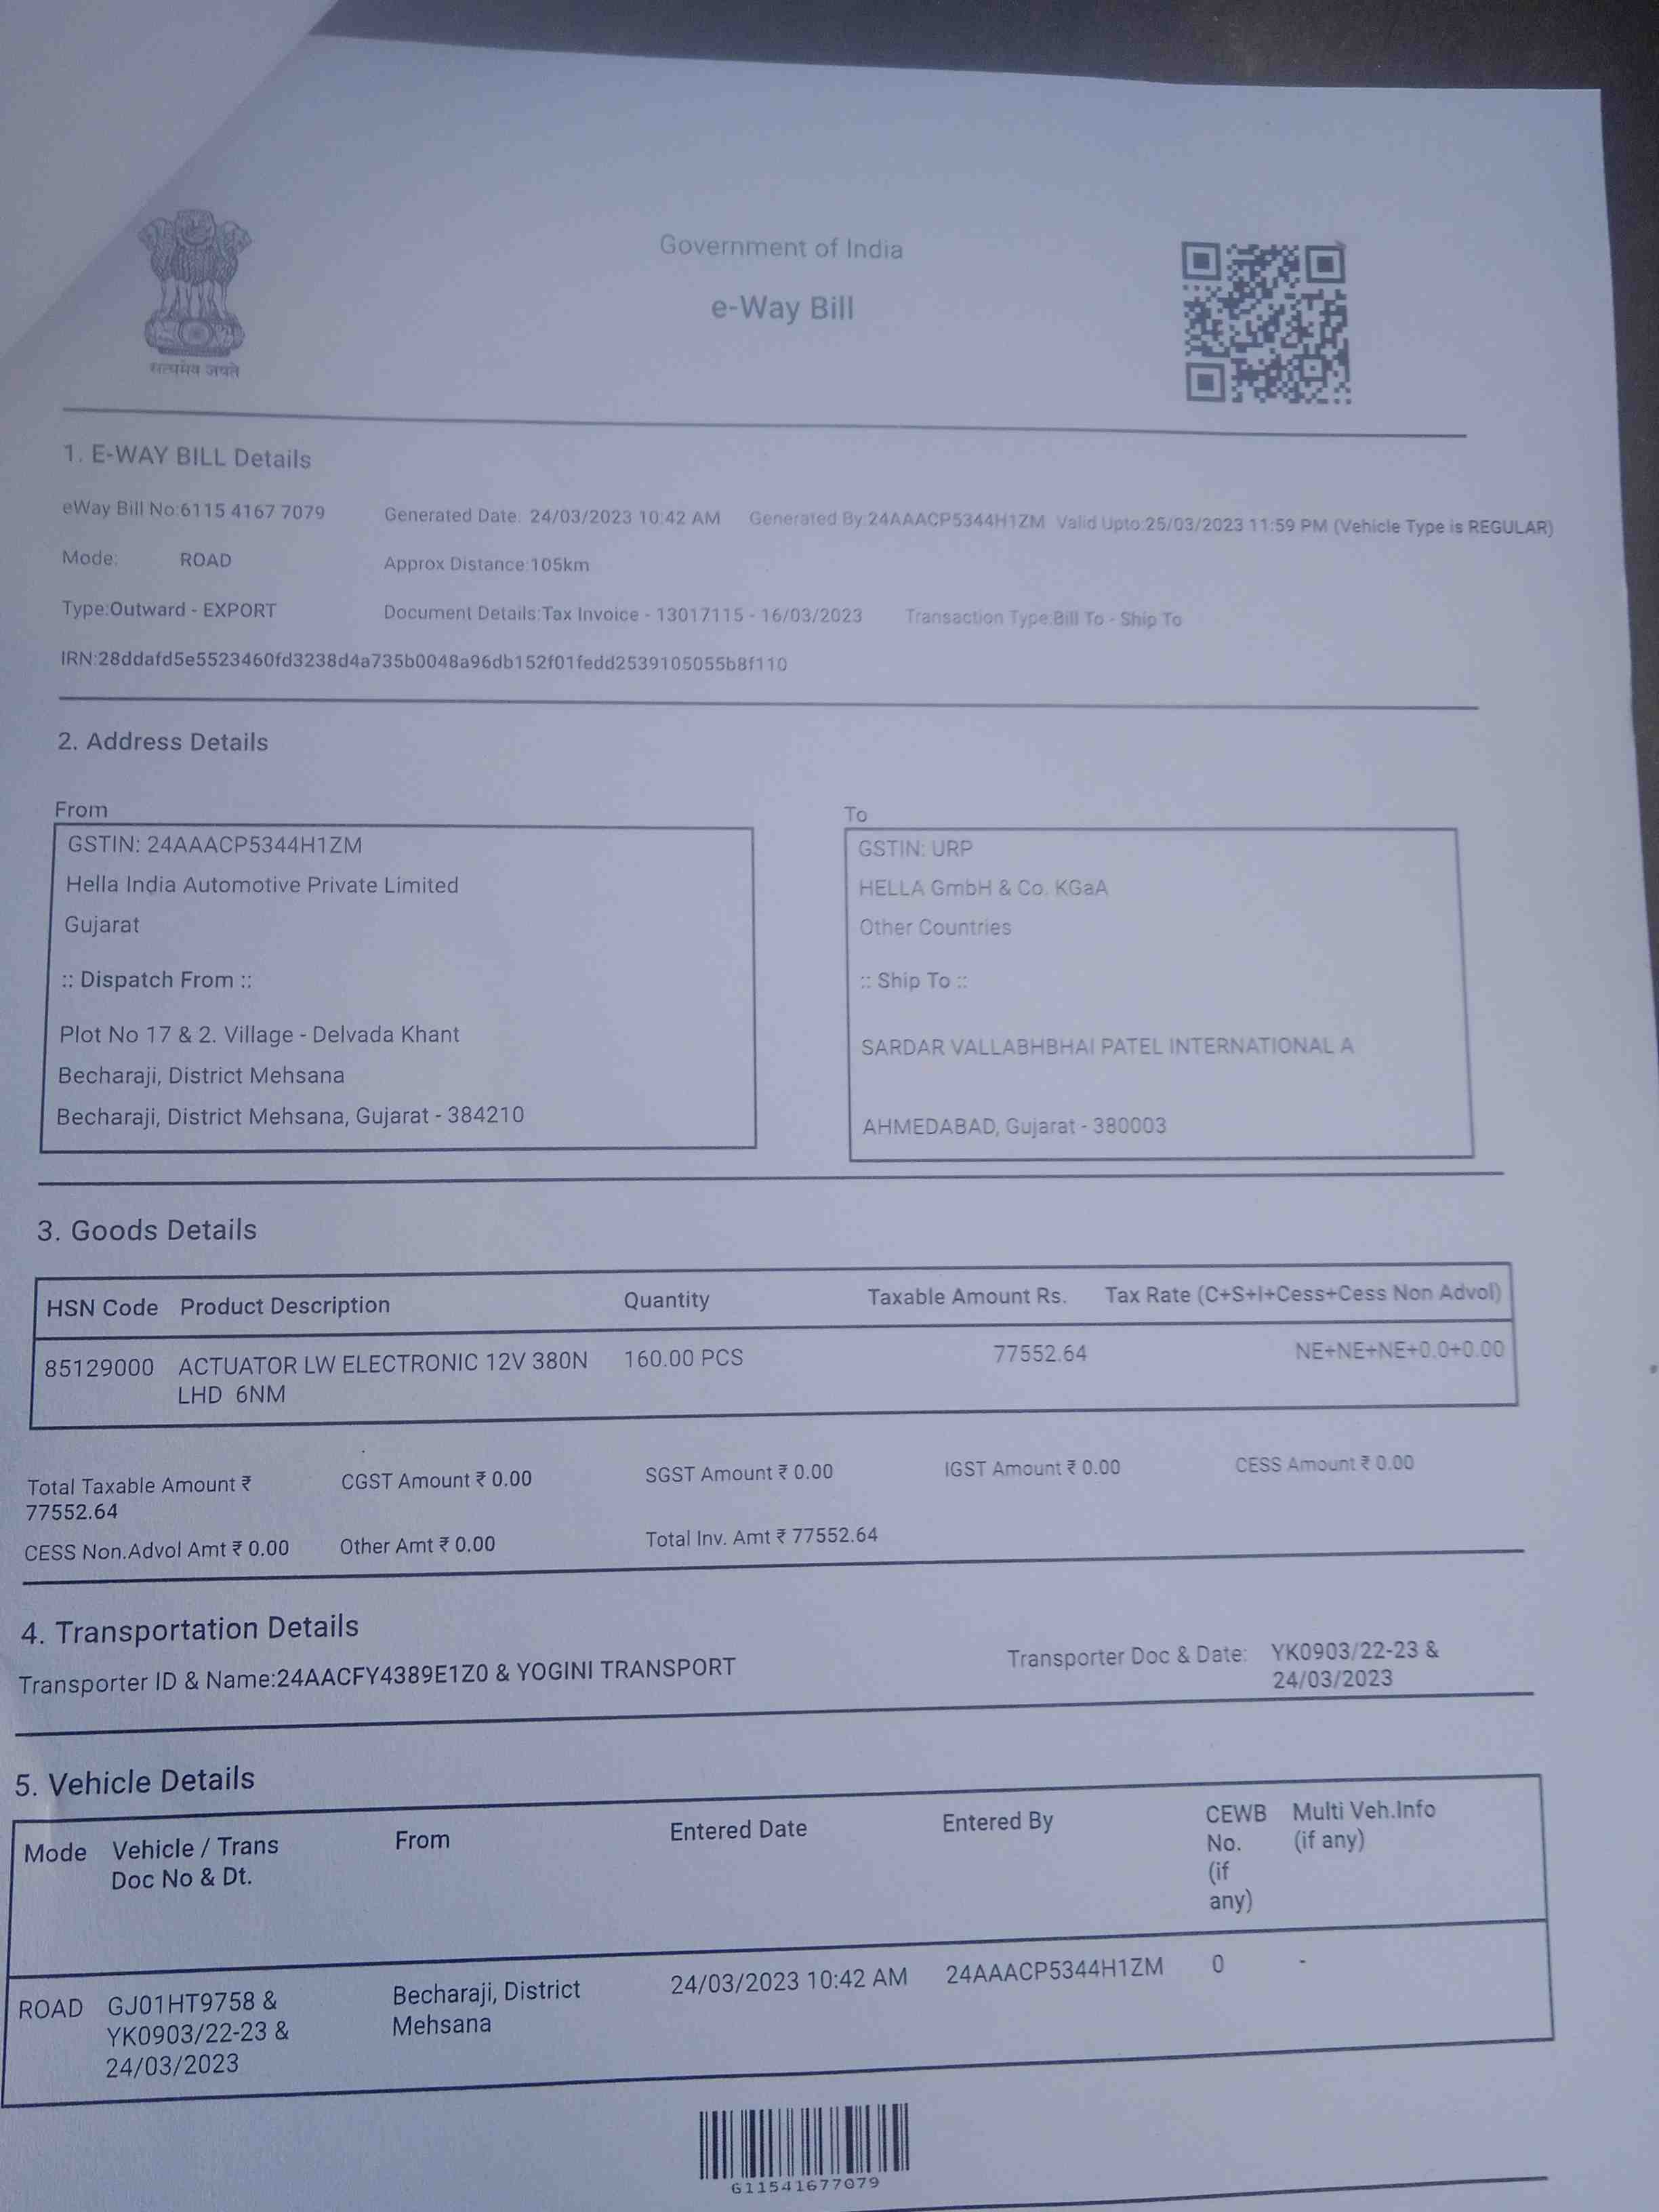 सत्यमेव जयते
Government of India
e-Way Bill
1. E-WAY BILL Details
eWay Bill No:6115 4167 7079 Generated Date: 24/03/2023 10:42 AM Generated By:24AAACP5344H1ZM Valid Upto:25/03/2023 11:59 PM (Vehicle Type is REGULAR)
Mode: ROAD Approx Distance:105km
Type:Outward - EXPORT Document Details:Tax Invoice - 13017115 - 16/03/2023 Transaction Type:Bill To - Ship To
IRN:28ddafd5e5523460fd3238d4a735b0048a96db152f01fedd2539105055b8f110
2. Address Details
From
GSTIN: 24AAACP5344H1ZM
Hella India Automotive Private Limited
Gujarat
:: Dispatch From ::
Plot No 17 & 2. Village - Delvada Khant
Becharaji, District Mehsana
Becharaji, District Mehsana, Gujarat - 384210
To
GSTIN: URP
HELLA GmbH & Co. KGaA
Other Countries
:: Ship To ::
SARDAR VALLABHBHAI PATEL INTERNATIONAL A
AHMEDABAD, Gujarat - 380003
3. Goods Details
HSN Code Product Description Quantity Taxable Amount Rs. Tax Rate (C+S+I+Cess+Cess Non Advol)
85129000 ACTUATOR LW ELECTRONIC 12V 380N 160.00 PCS 77552.64 NE+NE+NE+0.0+0.00
LHD 6NM
Total Taxable Amount ₹ CGST Amount ₹ 0.00 SGST Amount ₹ 0.00 IGST Amount ₹ 0.00 CESS Amount ₹ 0.00
77552.64
CESS Non.Advol Amt ₹ 0.00 Other Amt ₹ 0.00 Total Inv. Amt ₹ 77552.64
4. Transportation Details
Transporter ID & Name:24AACFY4389E1Z0 & YOGINI TRANSPORT Transporter Doc & Date: YK0903/22-23 &
24/03/2023
5. Vehicle Details
Mode Vehicle / Trans From Entered Date Entered By CEWB Multi Veh.Info
Doc No & Dt. No. (if any)
(if
any)
ROAD GJ01HT9758 & Becharaji, District 24/03/2023 10:42 AM 24AAACP5344H1ZM 0 -
YK0903/22-23 & Mehsana
24/03/2023
611541677079